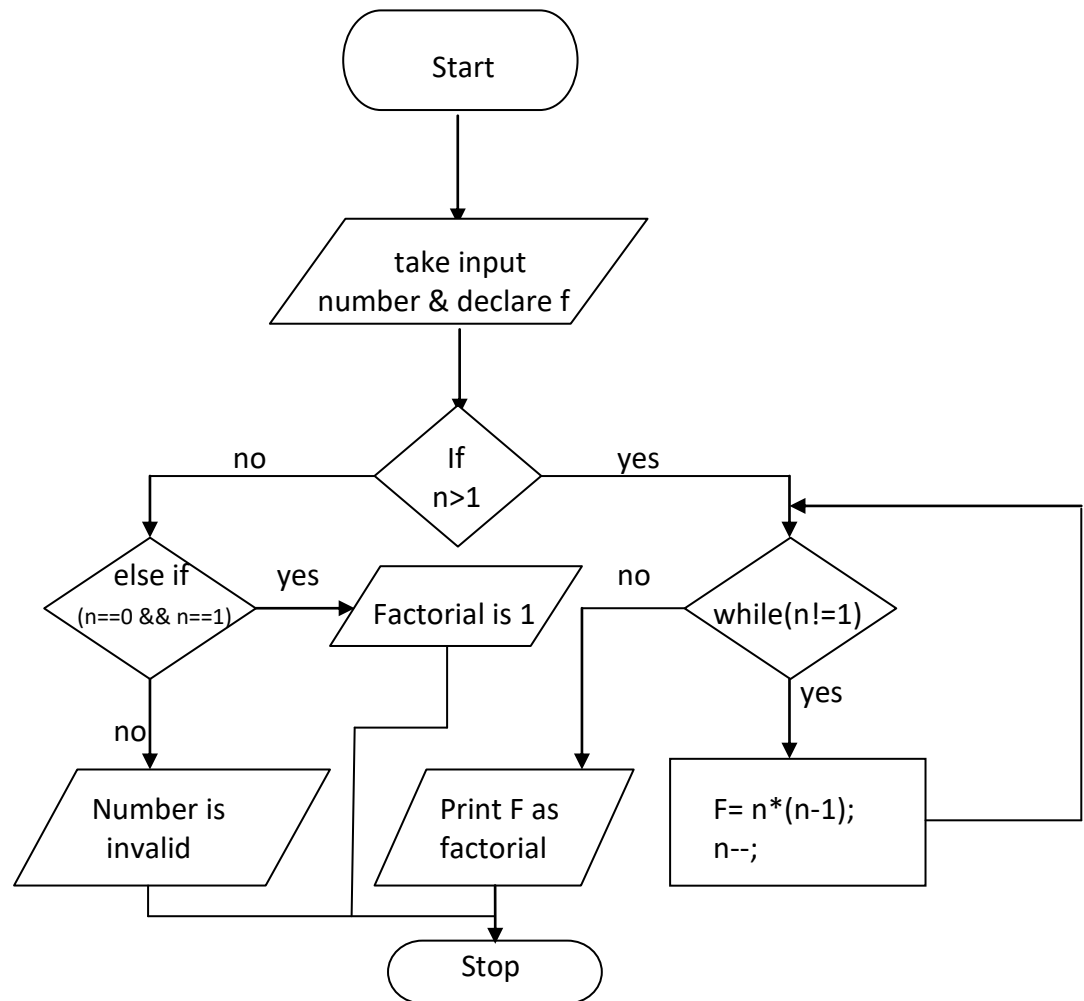 Start
take input
number & declare f
If
n>1
no
yes
else if
(n==0 && n==1)
yes
Factorial is 1
no
while(n!=1)
yes
no
Number is
invalid
Print F as
factorial
F= n*(n-1);
n--;
Stop